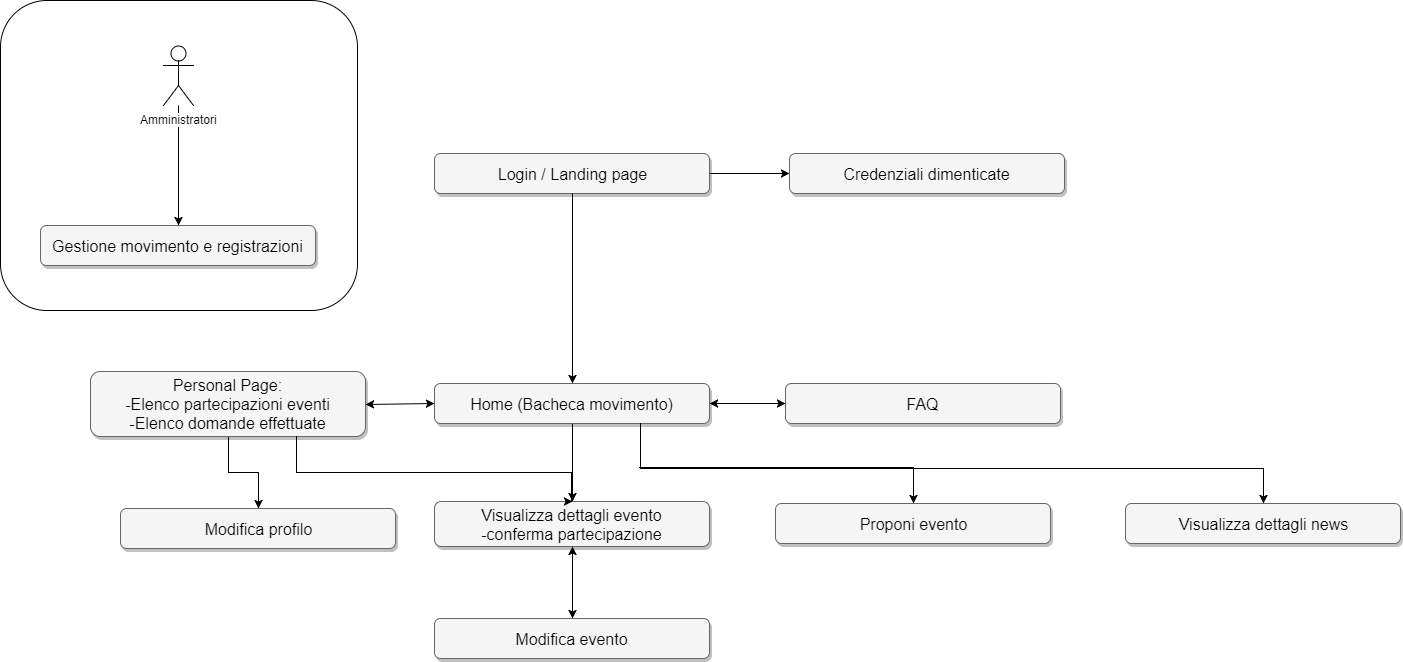 Amministratori
Login / Landing page
Credenziali dimenticate
Gestione movimento e registrazioni
Personal Page:
-Elenco partecipazioni eventi
-Elenco domande effettuate
Home (Bacheca movimento)
FAQ
Modifica profilo
Visualizza dettagli evento
-conferma partecipazione
Proponi evento
Visualizza dettagli news
Modifica evento